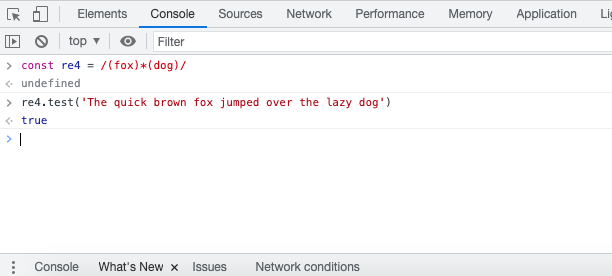 Elements Console Sources Network Performance Memory Application
top ▼ Filter
> const re4 = /(fox)*(dog)/
undefined
> re4.test('The quick brown fox jumped over the lazy dog')
true
>
Console What's New × Issues Network conditions